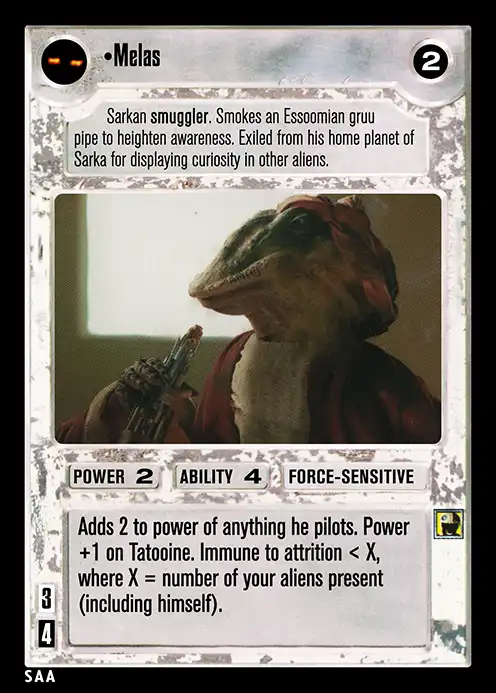 •Melas
2
Sarkan smuggler. Smokes an Essoomian gruu
pipe to heighten awareness. Exiled from his home planet of
Sarka for displaying curiosity in other aliens.
POWER 2
ABILITY 4
FORCE-SENSITIVE
Adds 2 to power of anything he pilots. Power
+1 on Tatooine. Immune to attrition < X,
where X = number of your aliens present
(including himself).
3
4
SAA